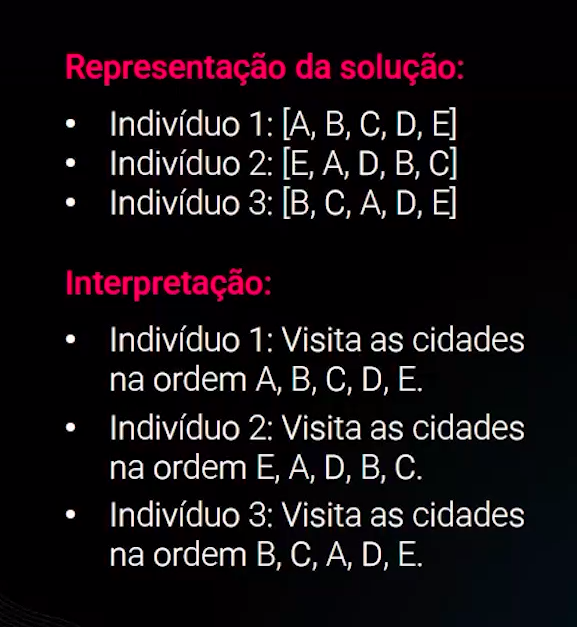 Representação da solução:
• Indivíduo 1: [A, B, C, D, E]
• Indivíduo 2: [E, A, D, B, C]
• Indivíduo 3: [B, C, A, D, E]
Interpretação:
• Indivíduo 1: Visita as cidades
na ordem A, B, C, D, E.
• Indivíduo 2: Visita as cidades
na ordem E, A, D, B, C.
• Indivíduo 3: Visita as cidades
na ordem B, C, A, D, E.